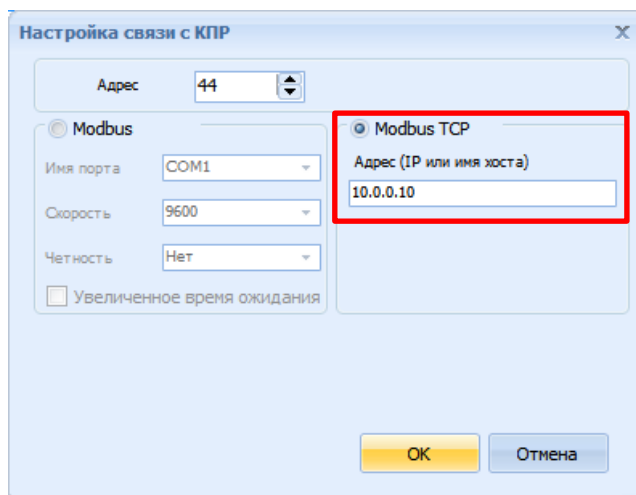 Настройка связи с КПР
X
Адрес 44
Modbus
Имя порта COM1
Скорость 9600
Четность Нет
Увеличенное время ожидания
Modbus TCP
Адрес (IP или имя хоста)
10.0.0.10
OK Отмена